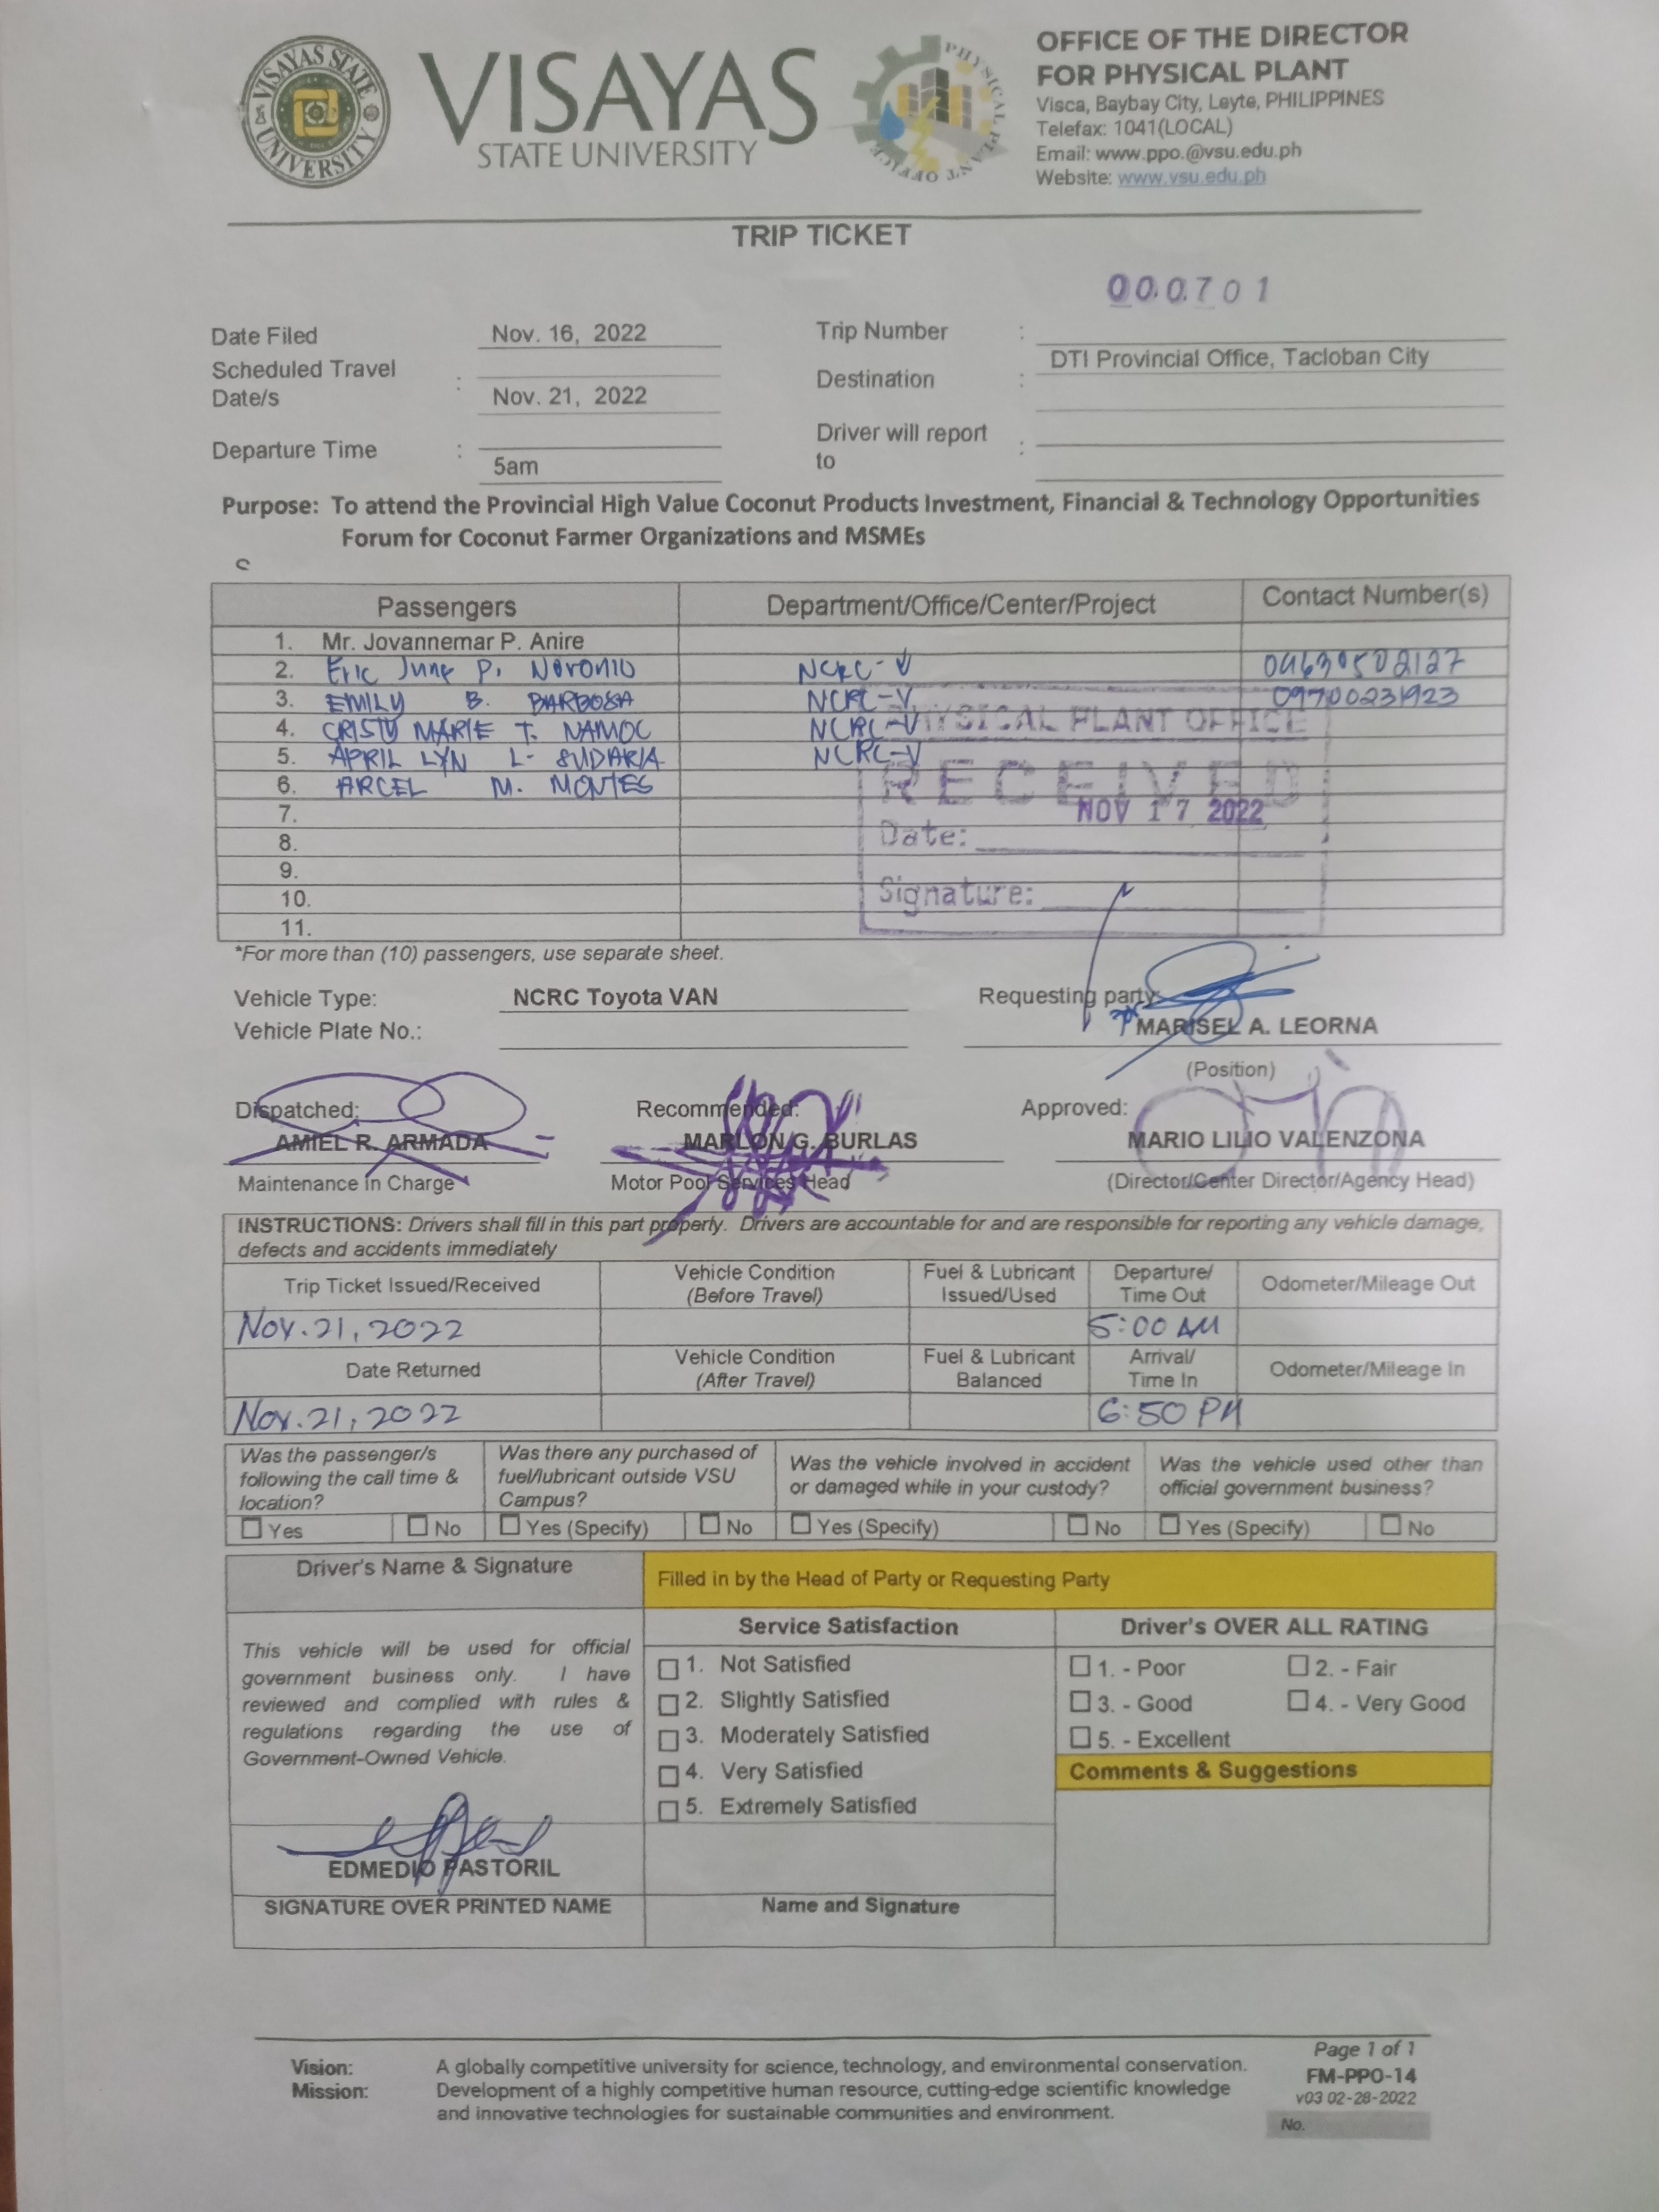 VISAYAS STATE UNIVERSITY
VISAYAS
STATE UNIVERSITY
PHYSICAL PLANT OFFICE
OFFICE OF THE DIRECTOR
FOR PHYSICAL PLANT
Visca, Baybay City, Leyte, PHILIPPINES
Telefax: 1041(LOCAL)
Email: www.ppo.@vsu.edu.ph
Website: www.vsu.edu.ph
TRIP TICKET
000701
Date Filed Nov. 16, 2022 Trip Number :
Scheduled Travel Date/s : Nov. 21, 2022 Destination : DTI Provincial Office, Tacloban City
Departure Time : 5am Driver will report to :
Purpose: To attend the Provincial High Value Coconut Products Investment, Financial & Technology Opportunities
Forum for Coconut Farmer Organizations and MSMEs
Passengers Department/Office/Center/Project Contact Number(s)
1. Mr. Jovannemar P. Anire
2. Eric June P. NCRC-V
3. EMILY B. BARBOSA NCRC-V 09700231923
4. CRISTY MARIE T. NAMOC NCRC-V
5. APRIL LYN L. SUDARIA NCRC-V
6. ARCEL M. MONTES
7.
8.
9.
10.
11.
PHYSICAL PLANT OFFICE
RECEIVED
NOV 17 2022
Date:
Signature:
*For more than (10) passengers, use separate sheet.
Vehicle Type: NCRC Toyota VAN Requesting party:
Vehicle Plate No.: MARISEL A. LEORNA
(Position)
Dispatched: Recommended: Approved:
AMIEL R. ARMADA MARLON G. BURLAS MARIO LILIO VALENZONA
Maintenance in Charge Motor Pool Services Head (Director/Center Director/Agency Head)
INSTRUCTIONS: Drivers shall fill in this part properly. Drivers are accountable for and are responsible for reporting any vehicle damage,
defects and accidents immediately
Trip Ticket Issued/Received Vehicle Condition (Before Travel) Fuel & Lubricant Issued/Used Departure/ Time Out Odometer/Mileage Out
Nov. 21, 2022 5:00 AM
Date Returned Vehicle Condition (After Travel) Fuel & Lubricant Balanced Arrival/ Time In Odometer/Mileage In
Nov. 21, 2022 6:50 PM
Was the passenger/s following the call time & location? Was there any purchased of fuel/lubricant outside VSU Campus? Was the vehicle involved in accident or damaged while in your custody? Was the vehicle used other than official government business?
Yes No Yes (Specify) No Yes (Specify) No Yes (Specify) No
Driver's Name & Signature Filled in by the Head of Party or Requesting Party
This vehicle will be used for official
government business only. I have
reviewed and complied with rules &
regulations regarding the use of
Government-Owned Vehicle.
EDMEDIO PASTORIL
SIGNATURE OVER PRINTED NAME
Service Satisfaction
1. Not Satisfied
2. Slightly Satisfied
3. Moderately Satisfied
4. Very Satisfied
5. Extremely Satisfied
Name and Signature
Driver's OVER ALL RATING
1. - Poor 2. - Fair
3. - Good 4. - Very Good
5. - Excellent
Comments & Suggestions
Vision: A globally competitive university for science, technology, and environmental conservation.
Mission: Development of a highly competitive human resource, cutting-edge scientific knowledge
and innovative technologies for sustainable communities and environment.
Page 1 of 1
FM-PPO-14
v03 02-28-2022
No.